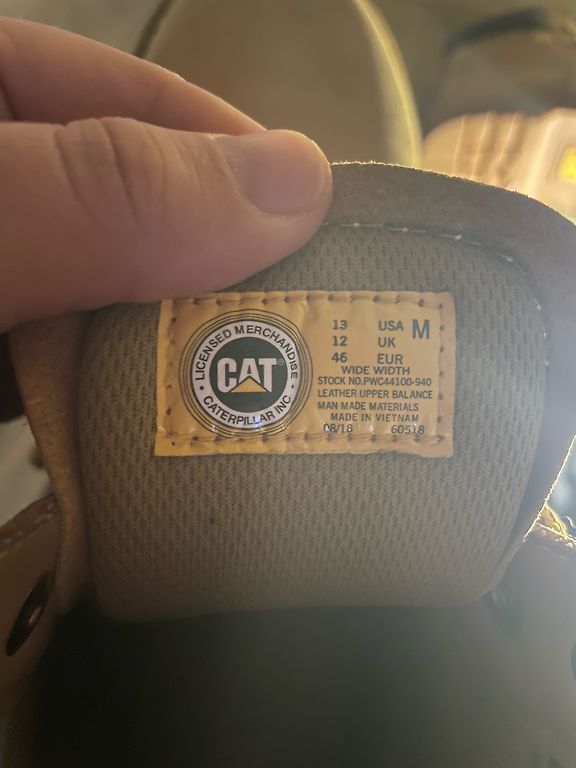 LICENSED MERCHANDISE
CAT
CATERPILLAR INC
13 USA M
12 UK
46 EUR
WIDE WIDTH
STOCK NO.PWC44100-940
LEATHER UPPER BALANCE
MAN MADE MATERIALS
MADE IN VIETNAM
08/18 60518